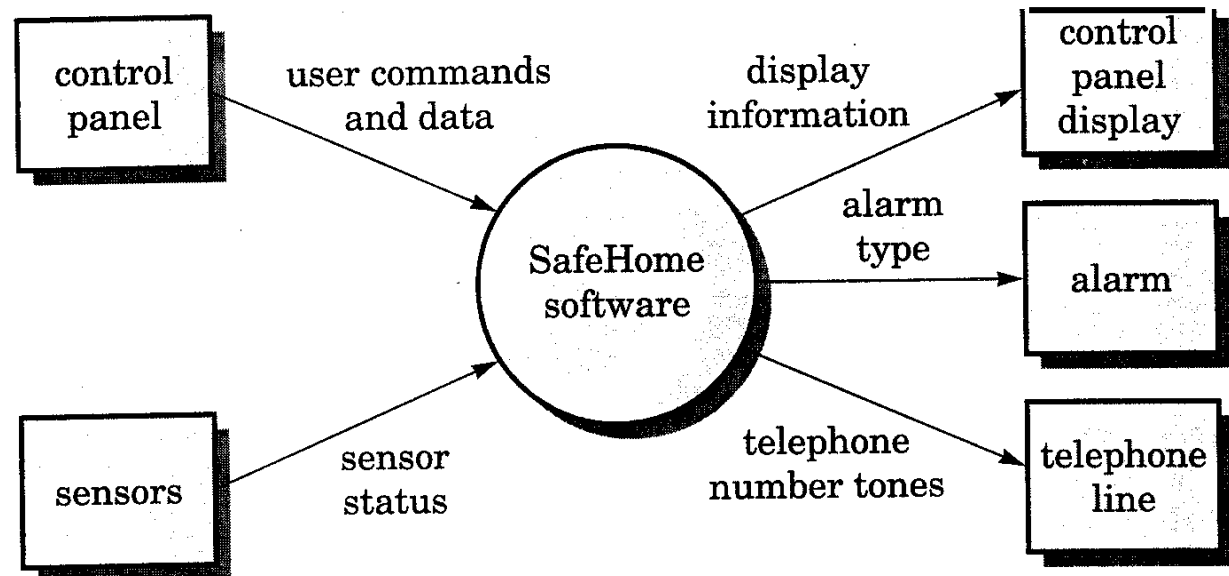 control
panel
user commands
and data
display
information
control
panel
display
SafeHome
software
alarm
type
alarm
sensors
sensor
status
telephone
number tones
telephone
line